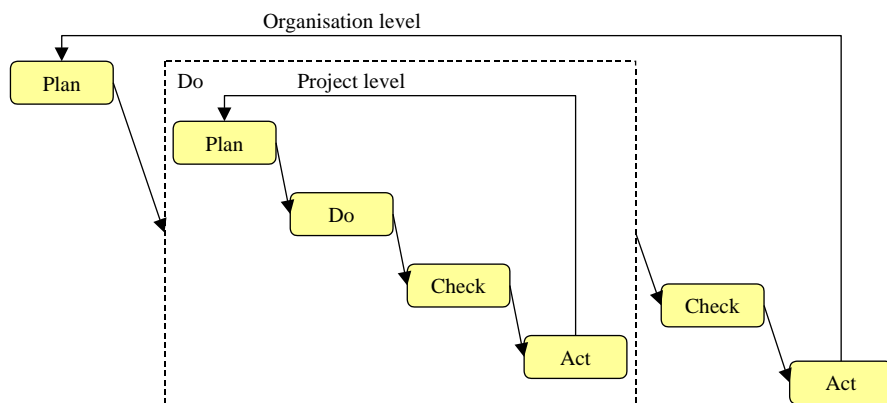 Organisation level
Plan
Do
Project level
Plan
Do
Check
Act
Check
Act